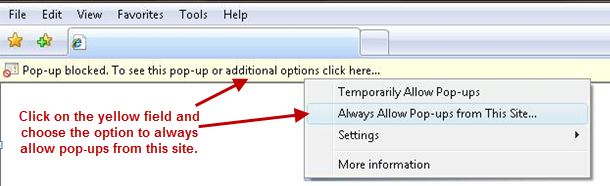 File Edit View Favorites Tools Help
Pop-up blocked. To see this pop-up or additional options click here...
Temporarily Allow Pop-ups
Click on the yellow field and
choose the option to always
allow pop-ups from this site.
Always Allow Pop-ups from This Site...
Settings
More information